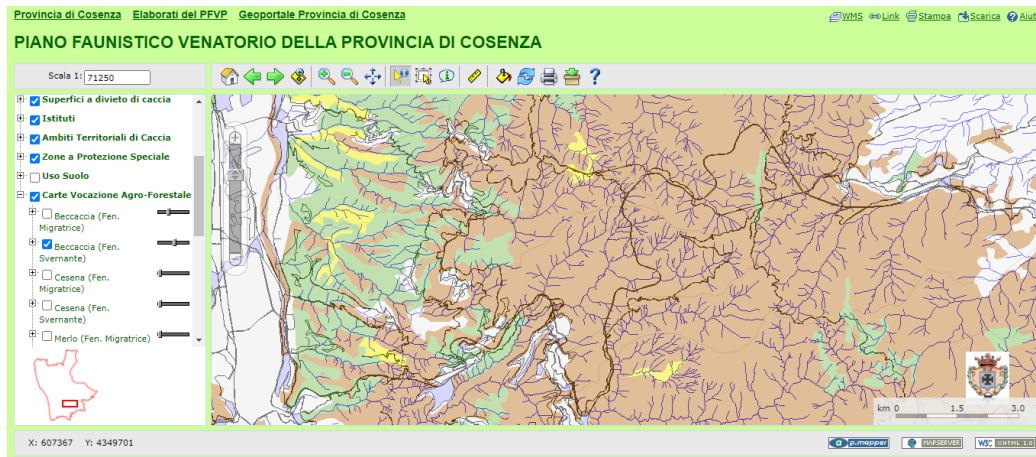 Provincia di Cosenza Elaborati del PFVP Geoportale Provincia di Cosenza
WMS Link Stampa Scarica Aiut
PIANO FAUNISTICO VENATORIO DELLA PROVINCIA DI COSENZA
Scala 1: 71250
Superfici a divieto di caccia
Istituti
Ambiti Territoriali di Caccia
Zone a Protezione Speciale
Uso Suolo
Carte Vocazione Agro-Forestale
Beccaccia (Fen.
Migratrice)
Beccaccia (Fen.
Svernante)
Cesena (Fen.
Migratrice)
Cesena (Fen.
Svernante)
Merlo (Fen. Migratrice)
km 0 1.5 3.0
X: 607367 Y: 4349701
p.mapper MAPSERVER W3C XHTML 1.0